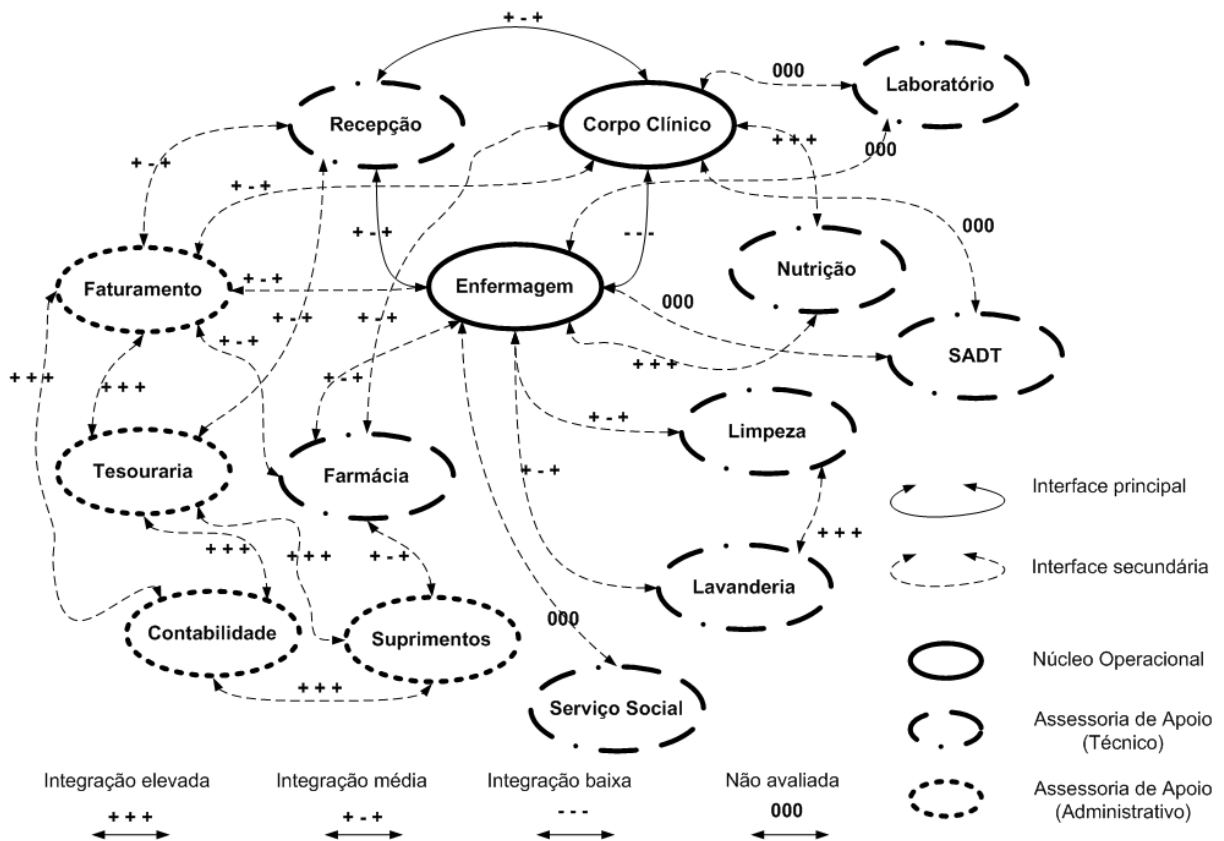 + - +
000
Laboratório
Recepção
Corpo Clínico
+ + +
000
+ - +
+ - +
+ - +
- - -
000
Nutrição
Faturamento
+ - +
Enfermagem
000
+ - +
+ - +
+ - +
SADT
+ + +
+ + +
+ + +
+ - +
Limpeza
+ - +
Tesouraria
Farmácia
+ - +
Interface principal
+ + +
+ + +
+ - +
+ + +
Interface secundária
Lavanderia
000
Contabilidade
Suprimentos
Núcleo Operacional
+ + +
Serviço Social
Assessoria de Apoio
(Técnico)
Integração elevada
+ + +
Integração média
+ - +
Integração baixa
- - -
Não avaliada
000
Assessoria de Apoio
(Administrativo)